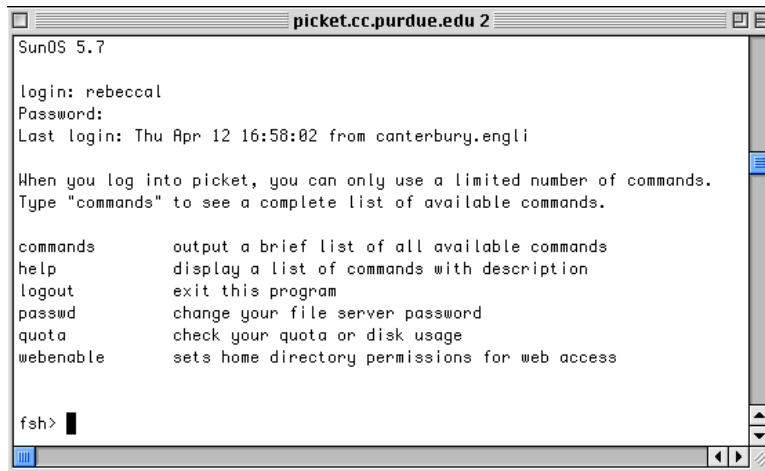 picket.cc.purdue.edu 2
SunOS 5.7
login: rebeccal
Password:
Last login: Thu Apr 12 16:58:02 from canterbury.engli
When you log into picket, you can only use a limited number of commands.
Type "commands" to see a complete list of available commands.
commands output a brief list of all available commands
help display a list of commands with description
logout exit this program
passwd change your file server password
quota check your quota or disk usage
webenable sets home directory permissions for web access
fsh>